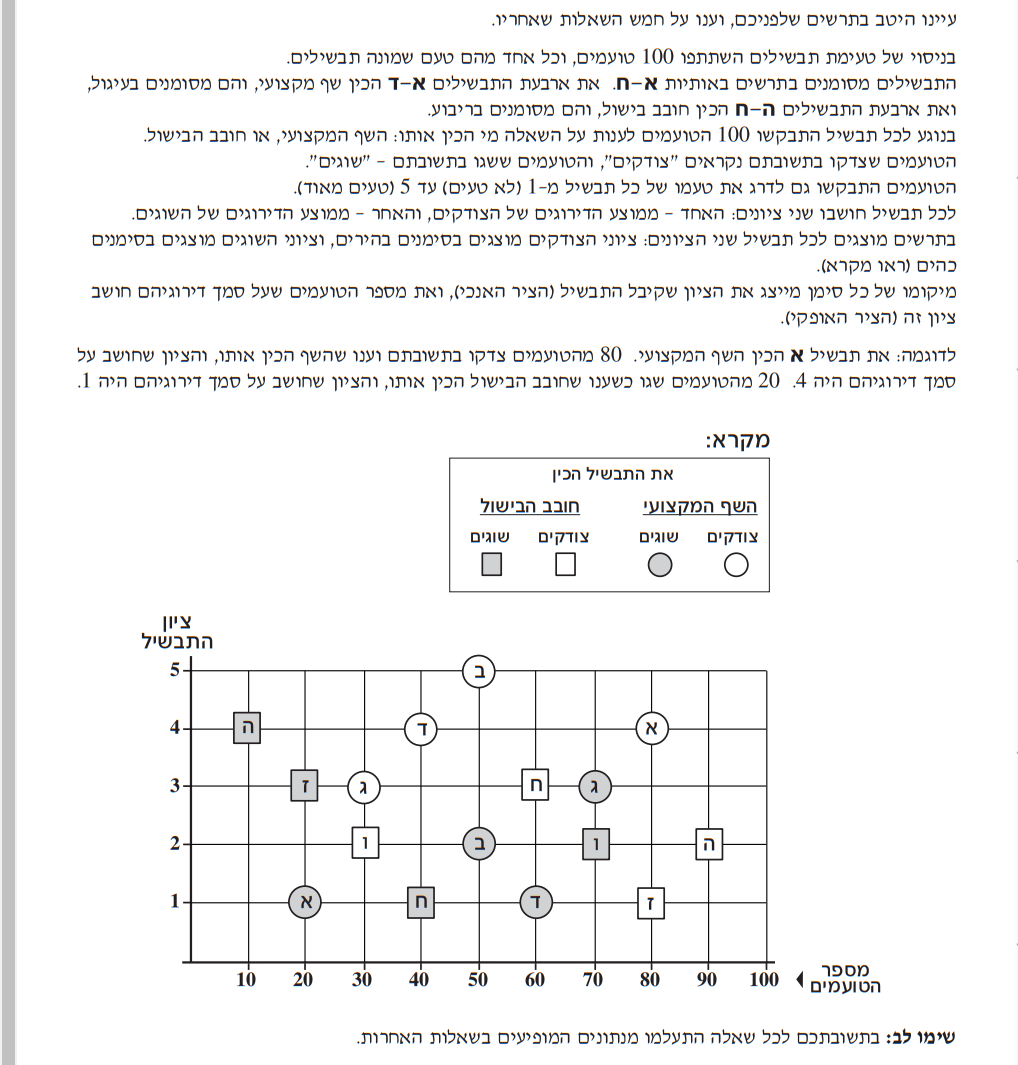 עיינו היטב בתרשים שלפניכם, וענו על חמש השאלות שאחריו.
בניסוי של טעימת תבשילים השתתפו 100 טועמים, וכל אחד מהם טעם שמונה תבשילים.
התבשילים מסומנים בתרשים באותיות א–ח. את ארבעת התבשילים א–ד הכין שף מקצועי, והם מסומנים בעיגול,
ואת ארבעת התבשילים ה–ח הכין חובב בישול, והם מסומנים בריבוע.
בנוגע לכל תבשיל התבקשו 100 הטועמים לענות על השאלה מי הכין אותו: השף המקצועי, או חובב הבישול.
הטועמים שצדקו בתשובתם נקראים "צודקים", והטועמים ששגו בתשובתם – "שוגים".
הטועמים התבקשו גם לדרג את טעמו של כל תבשיל מ-1 (לא טעים) עד 5 (טעים מאוד).
לכל תבשיל חושבו שני ציונים: האחד – ממוצע הדירוגים של הצודקים, והאחר – ממוצע הדירוגים של השוגים.
בתרשים מוצגים לכל תבשיל שני הציונים: ציוני הצודקים מוצגים בסימנים בהירים, וציוני השוגים מוצגים בסימנים
כהים (ראו מקרא).
מיקומו של כל סימן מייצג את הציון שקיבל התבשיל (הציר האנכי), ואת מספר הטועמים שעל סמך דירוגיהם חושב
ציון זה (הציר האופקי).
לדוגמה: את תבשיל א הכין השף המקצועי. 80 מהטועמים צדקו בתשובתם וענו שהשף הכין אותו, והציון שחושב על
סמך דירוגיהם היה 4. 20 מהטועמים שגו כשענו שחובב הבישול הכין אותו, והציון שחושב על סמך דירוגיהם היה 1.
מקרא:
את התבשיל הכין
השף המקצועי חובב הבישול
צודקים שוגים צודקים שוגים
ציון
התבשיל
5 ב
4 ה ד א
3 ז ג ח ג
2 ו ב ו ה
1 א ח ד ז
10 20 30 40 50 60 70 80 90 100
מספר
הטועמים
שימו לב: בתשובתכם לכל שאלה התעלמו מנתונים המופיעים בשאלות האחרות.